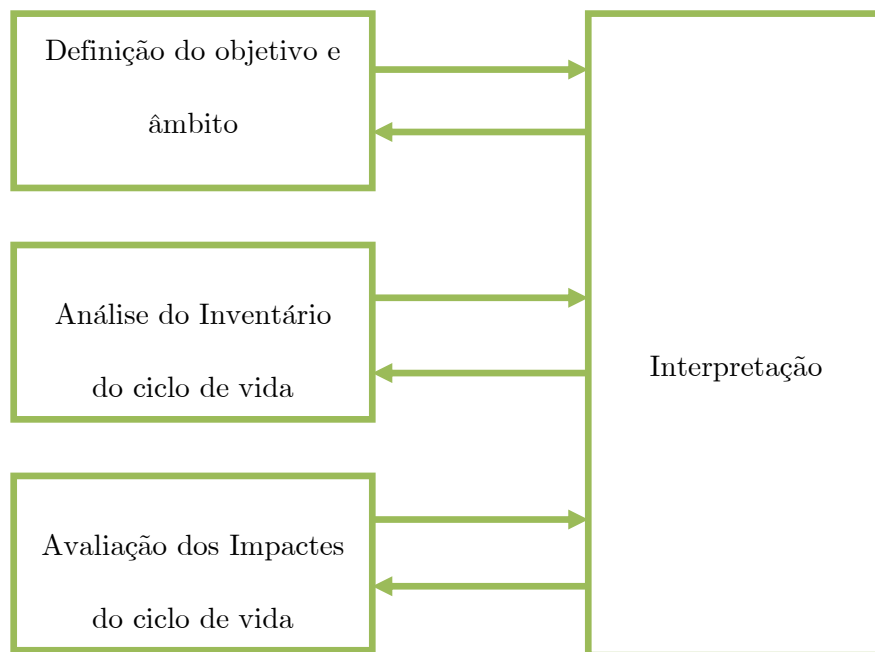 Definição do objetivo e
âmbito
Análise do Inventário
do ciclo de vida
Interpretação
Avaliação dos Impactes
do ciclo de vida